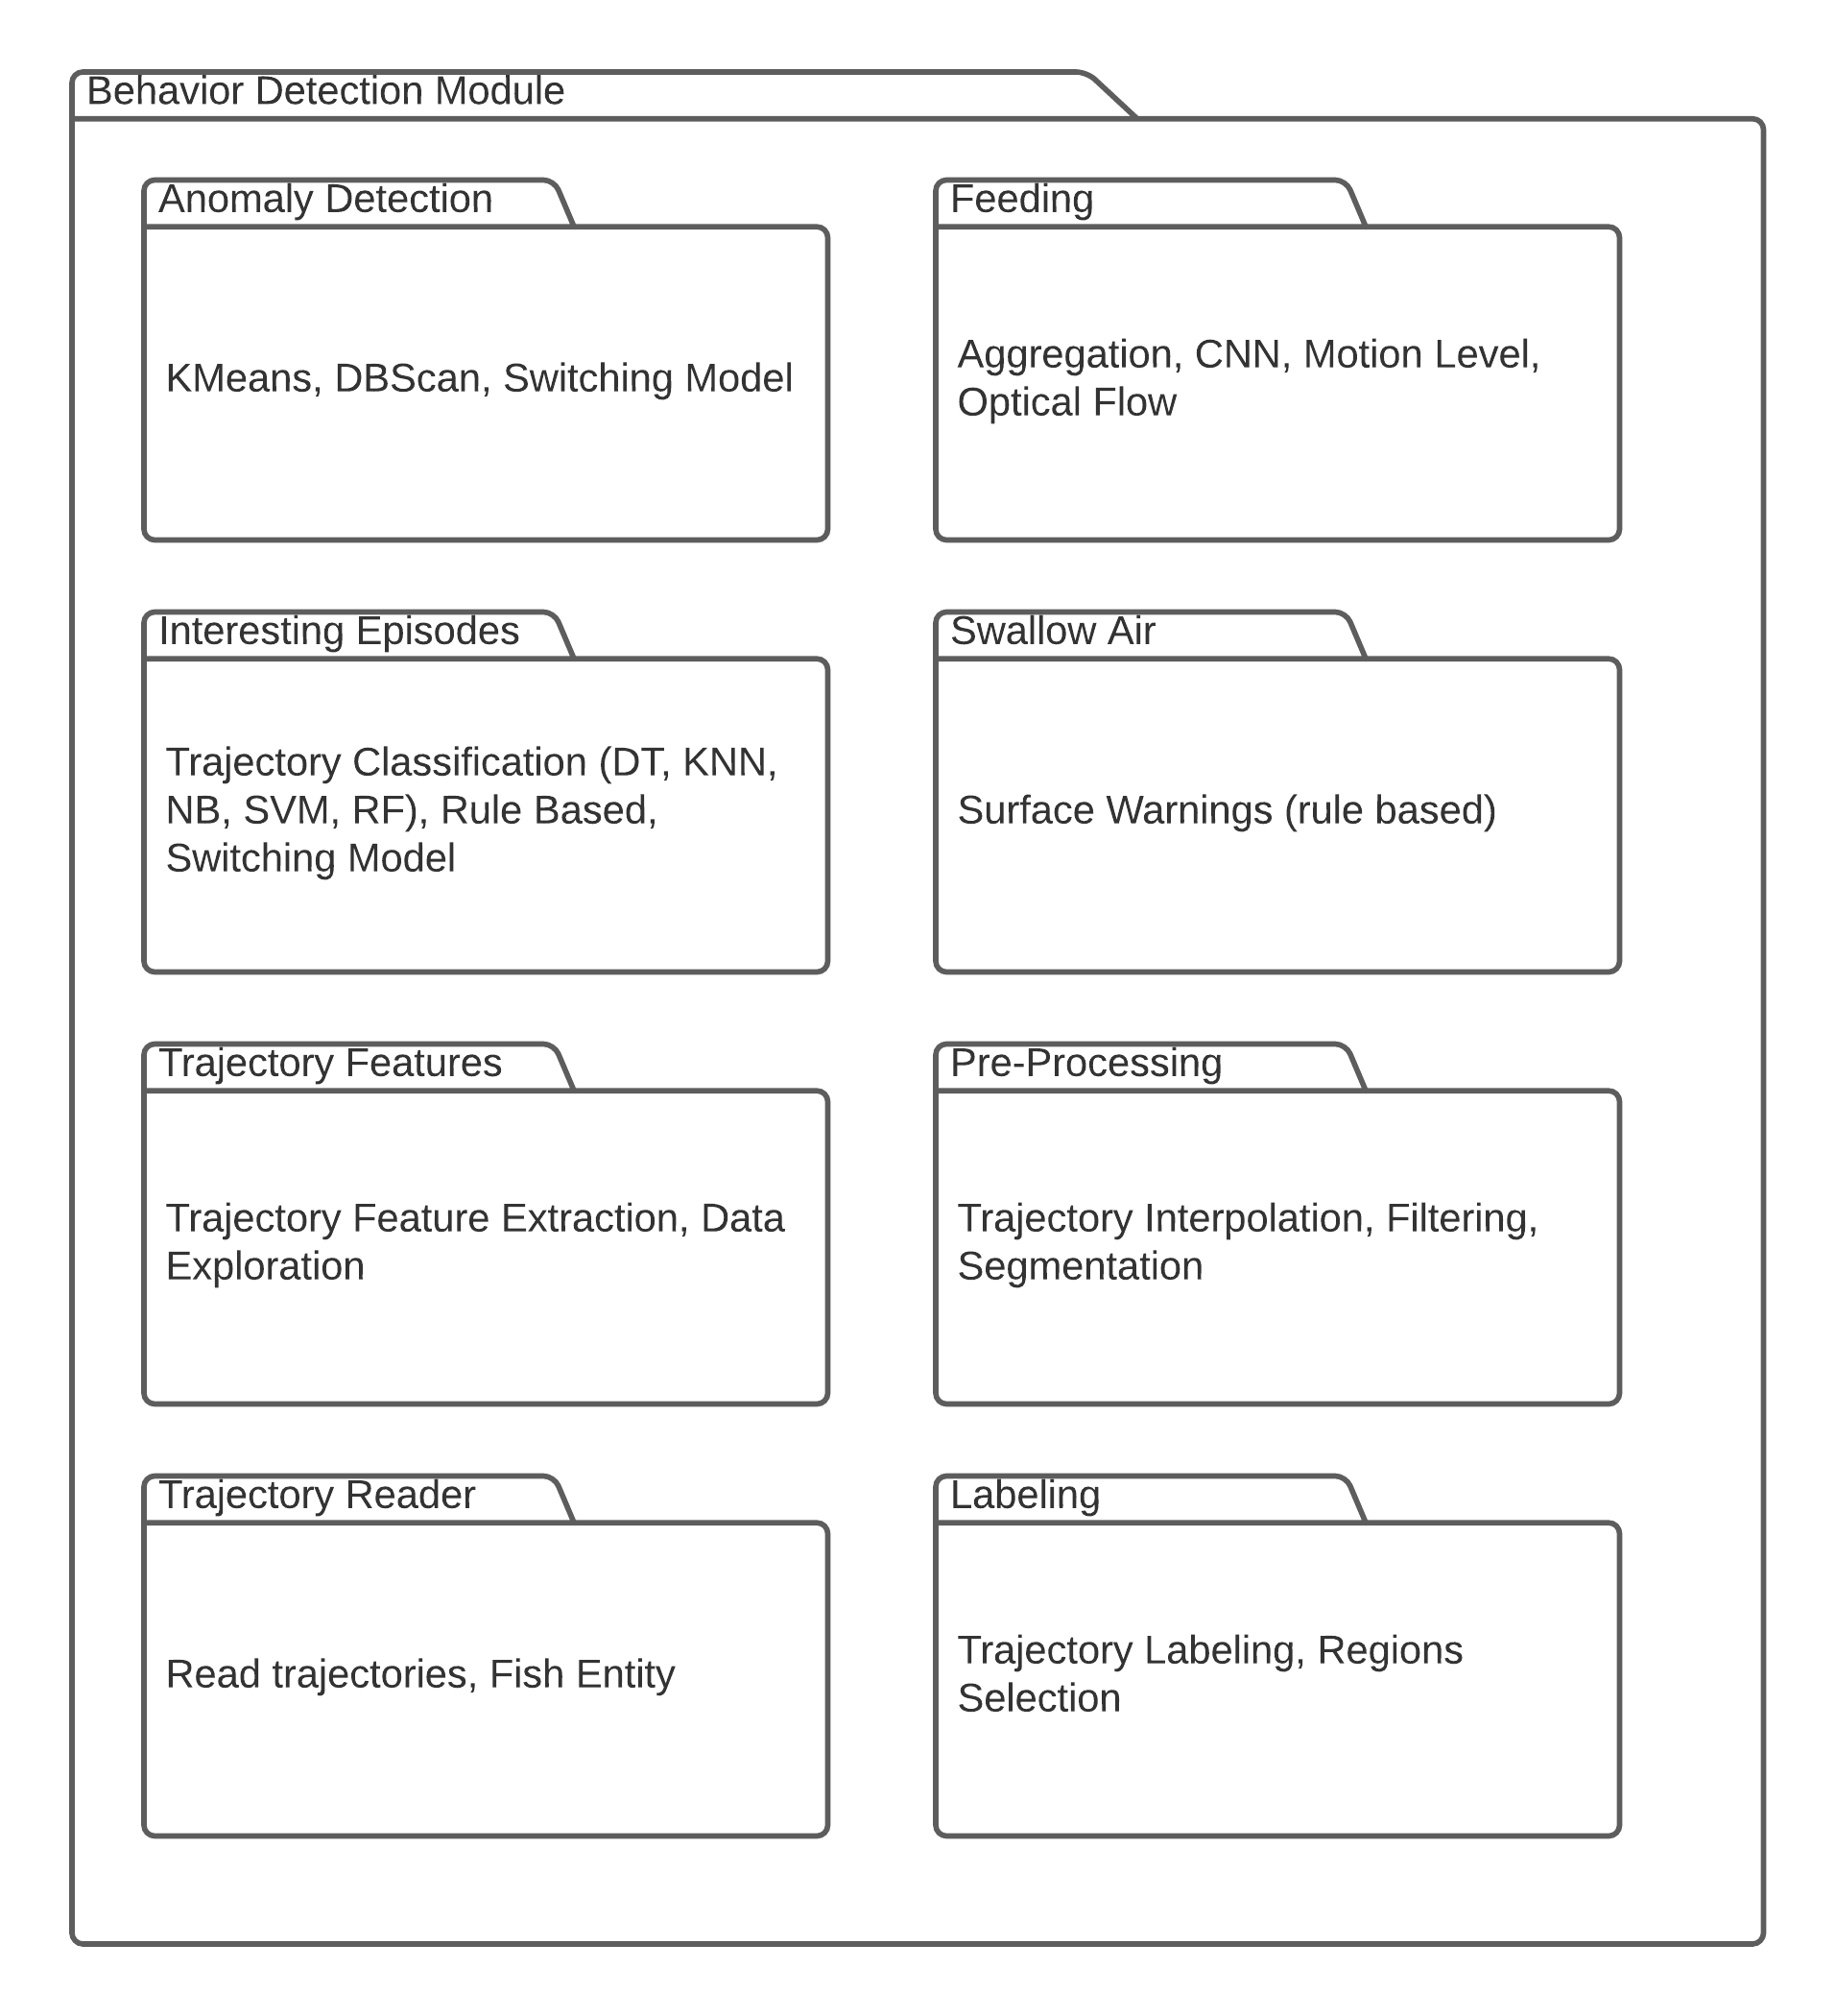 Behavior Detection Module
Anomaly Detection
KMeans, DBScan, Switching Model
Feeding
Aggregation, CNN, Motion Level,
Optical Flow
Interesting Episodes
Trajectory Classification (DT, KNN,
NB, SVM, RF), Rule Based,
Switching Model
Swallow Air
Surface Warnings (rule based)
Trajectory Features
Trajectory Feature Extraction, Data
Exploration
Pre-Processing
Trajectory Interpolation, Filtering,
Segmentation
Trajectory Reader
Read trajectories, Fish Entity
Labeling
Trajectory Labeling, Regions
Selection